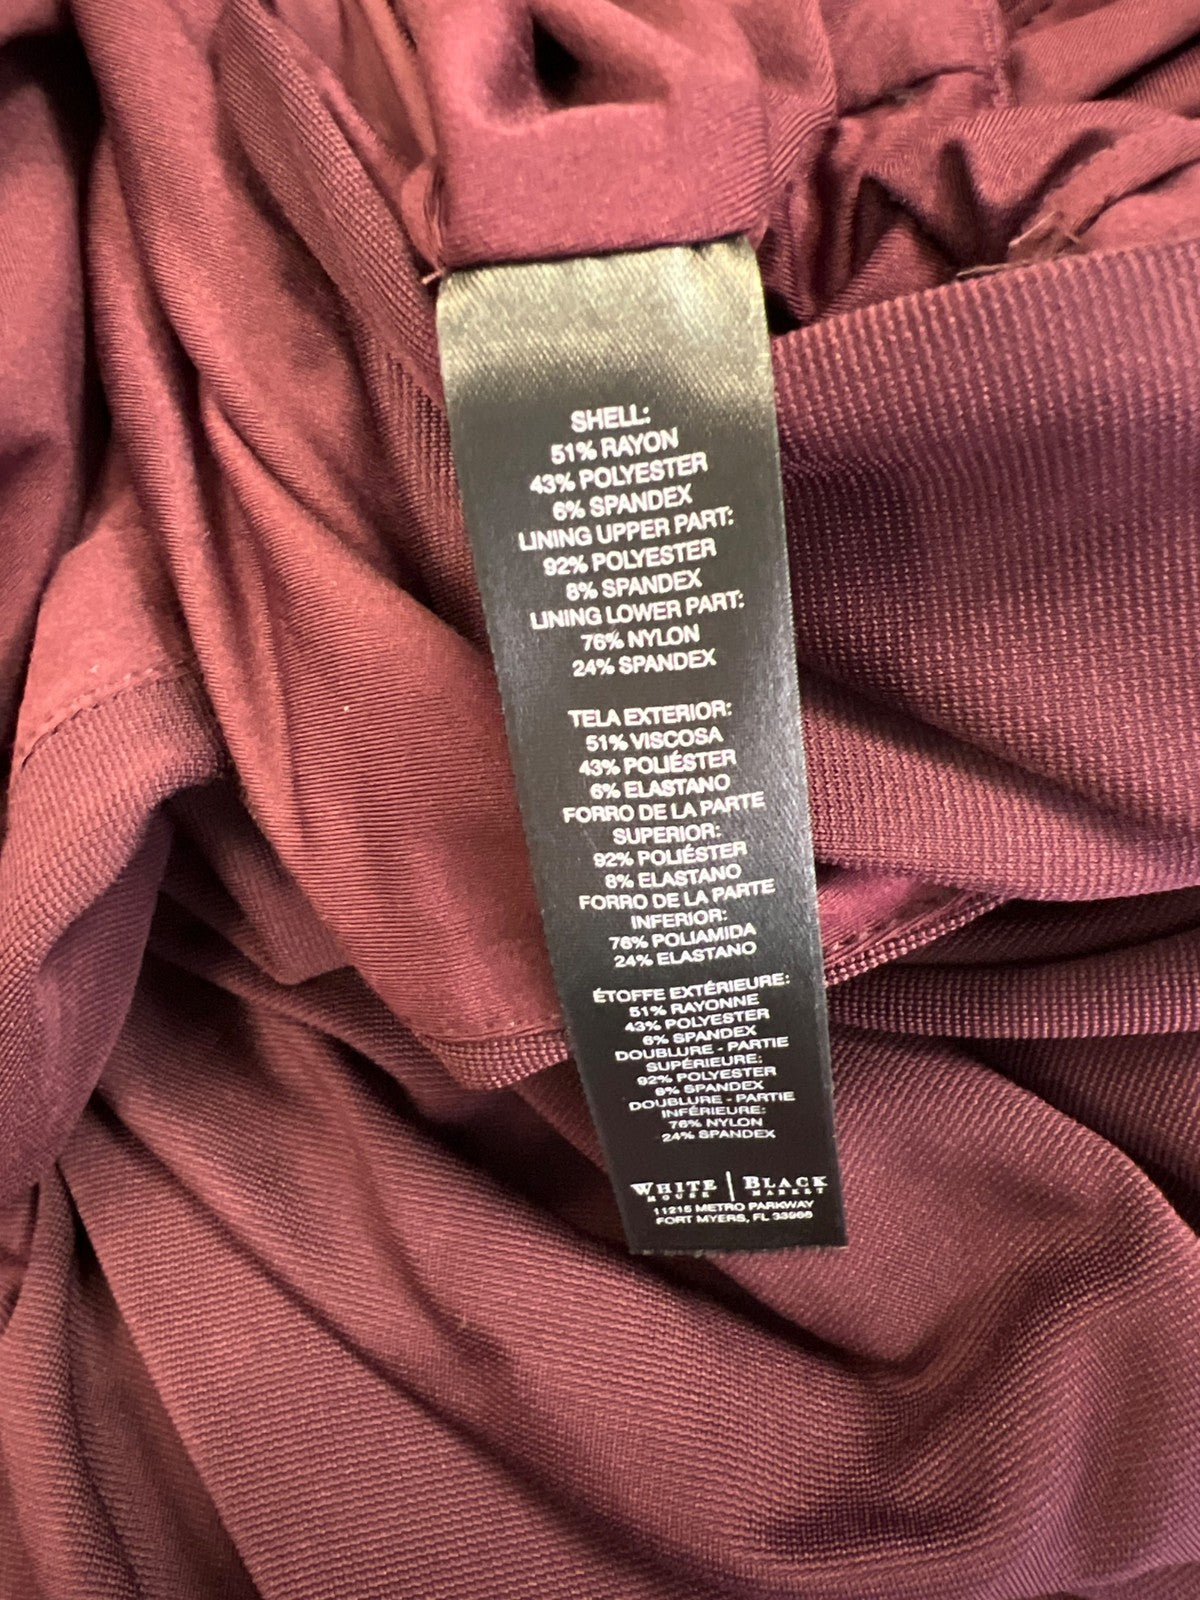 SHELL:
51% RAYON
43% POLYESTER
6% SPANDEX
LINING UPPER PART:
92% POLYESTER
8% SPANDEX
LINING LOWER PART:
76% NYLON
24% SPANDEX
TELA EXTERIOR:
51% VISCOSA
43% POLIÉSTER
6% ELASTANO
FORRO DE LA PARTE
SUPERIOR:
92% POLIÉSTER
8% ELASTANO
FORRO DE LA PARTE
INFERIOR:
76% POLIAMIDA
24% ELASTANO
ÉTOFFE EXTÉRIEURE:
51% RAYONNE
43% POLYESTER
6% SPANDEX
DOUBLURE - PARTIE
SUPÉRIEURE:
92% POLYESTER
8% SPANDEX
DOUBLURE - PARTIE
INFÉRIEURE:
76% NYLON
24% SPANDEX
WHITE | BLACK
HOUSE MARKET
11215 METRO PARKWAY
FORT MYERS, FL 33966